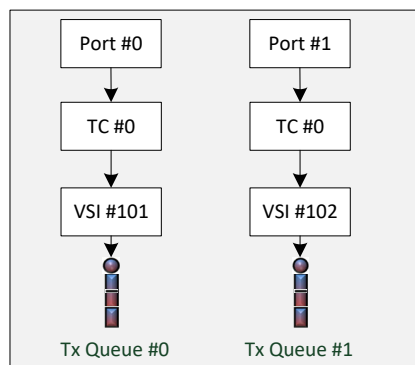 Port #0
Port #1
TC #0
TC #0
VSI #101
VSI #102
Tx Queue #0
Tx Queue #1